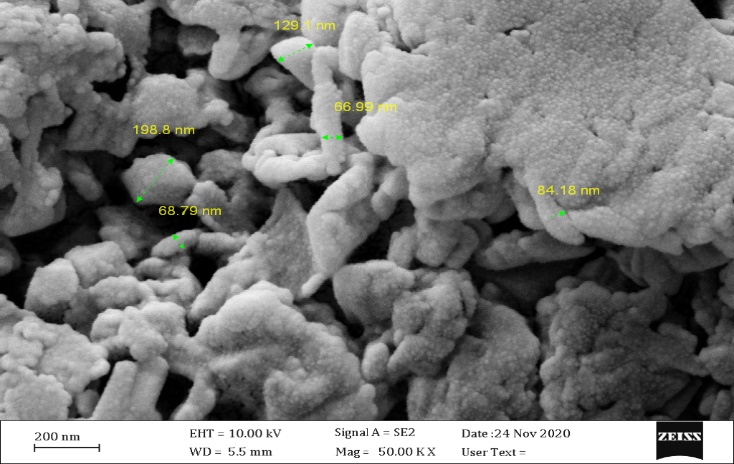 129.1 nm
66.99 nm
198.8 nm
84.18 nm
68.79 nm
200 nm
EHT = 10.00 kV
Signal A = SE2
Date :24 Nov 2020
ZEISS
WD = 5.5 mm
Mag = 50.00 K X
User Text =